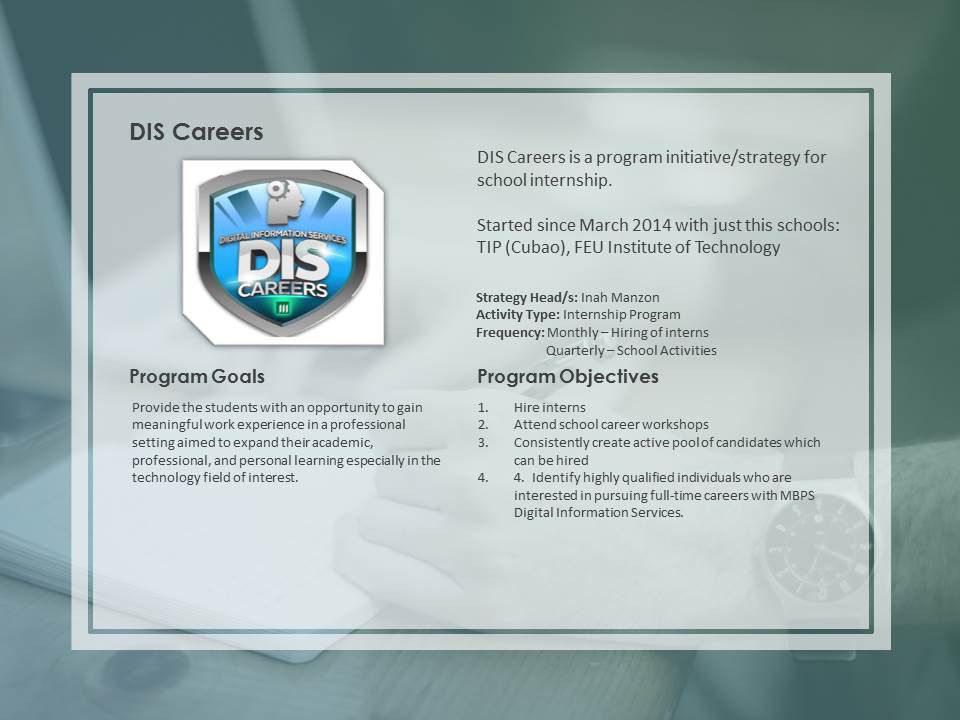 DIS Careers
DIGITAL INFORMATION SERVICES
DIS
CAREERS
DIS Careers is a program initiative/strategy for
school internship.
Started since March 2014 with just this schools:
TIP (Cubao), FEU Institute of Technology
Strategy Head/s: Inah Manzon
Activity Type: Internship Program
Frequency: Monthly – Hiring of interns
Quarterly – School Activities
Program Goals
Provide the students with an opportunity to gain
meaningful work experience in a professional
setting aimed to expand their academic,
professional, and personal learning especially in the
technology field of interest.
Program Objectives
1. Hire interns
2. Attend school career workshops
3. Consistently create active pool of candidates which
can be hired
4. 4. Identify highly qualified individuals who are
interested in pursuing full-time careers with MBPS
Digital Information Services.